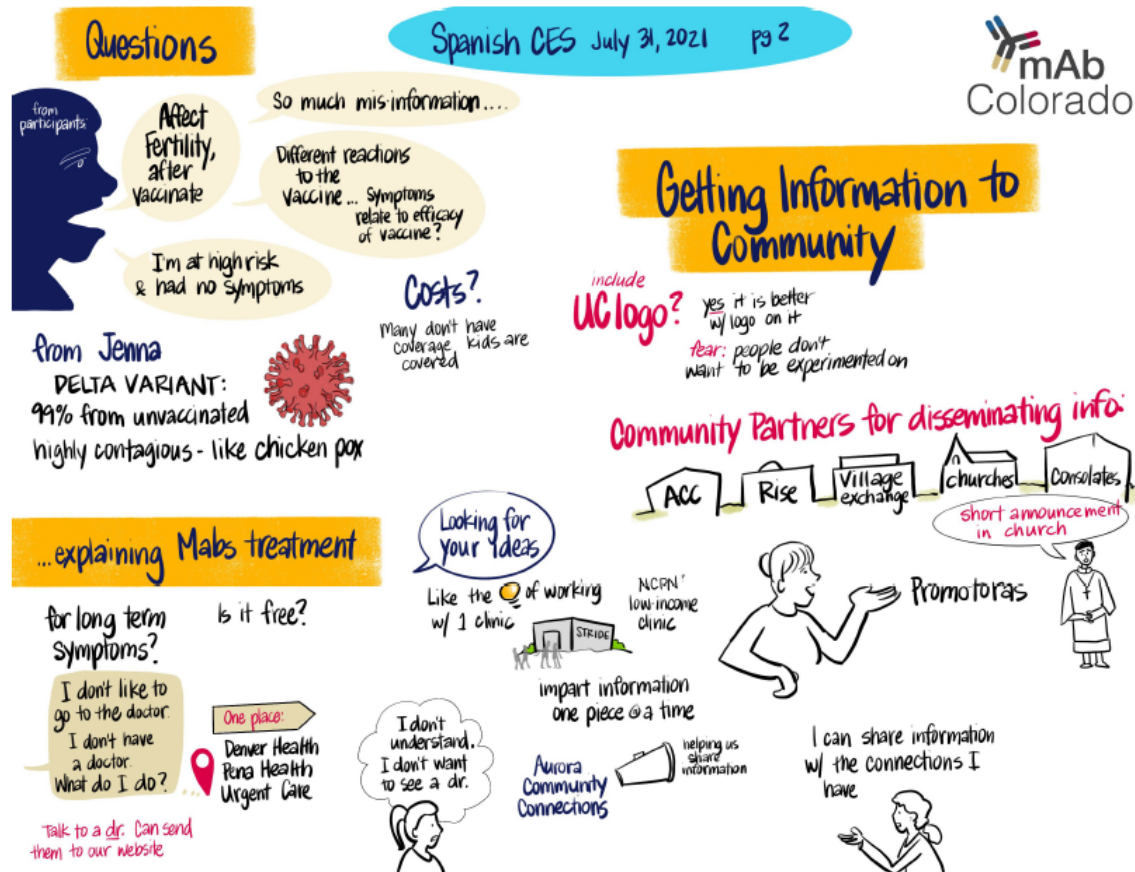 Questions
Spanish CES July 31, 2021 pg 2
mAb
Colorado
from
participants:
Affect
Fertility,
after
vaccinate
So much mis-information....
Different reactions
to the
vaccine... symptoms
relate to efficacy
of vaccine?
I'm at high risk
& had no symptoms
Costs?
Many don't have
coverage kids are
covered
from Jenna
DELTA VARIANT:
99% from unvaccinated
highly contagious - like chicken pox
Getting Information to
Community
include
UC logo?
yes it is better
w/ logo on it
fear: people don't
want to be experimented on
Community Partners for disseminating info:
ACC
Rise
Village
exchange
churches
Consolates
short announcement
in church
Promotoras
I can share information
w/ the connections I
have
...explaining Mabs treatment
for long term
symptoms?
Is it free?
I don't like to
go to the doctor.
I don't have
a doctor.
What do I do?
One place:
Denver Health
Pena Health
Urgent Care
Talk to a dr. Can send
them to our website
Looking for
your ideas
Like the of working
w/ 1 clinic
STRIDE
NCPN'
low-income
clinic
impart information
one piece @ a time
I don't
understand.
I don't want
to see a dr.
Aurora
Community
Connections
helping us
share
information